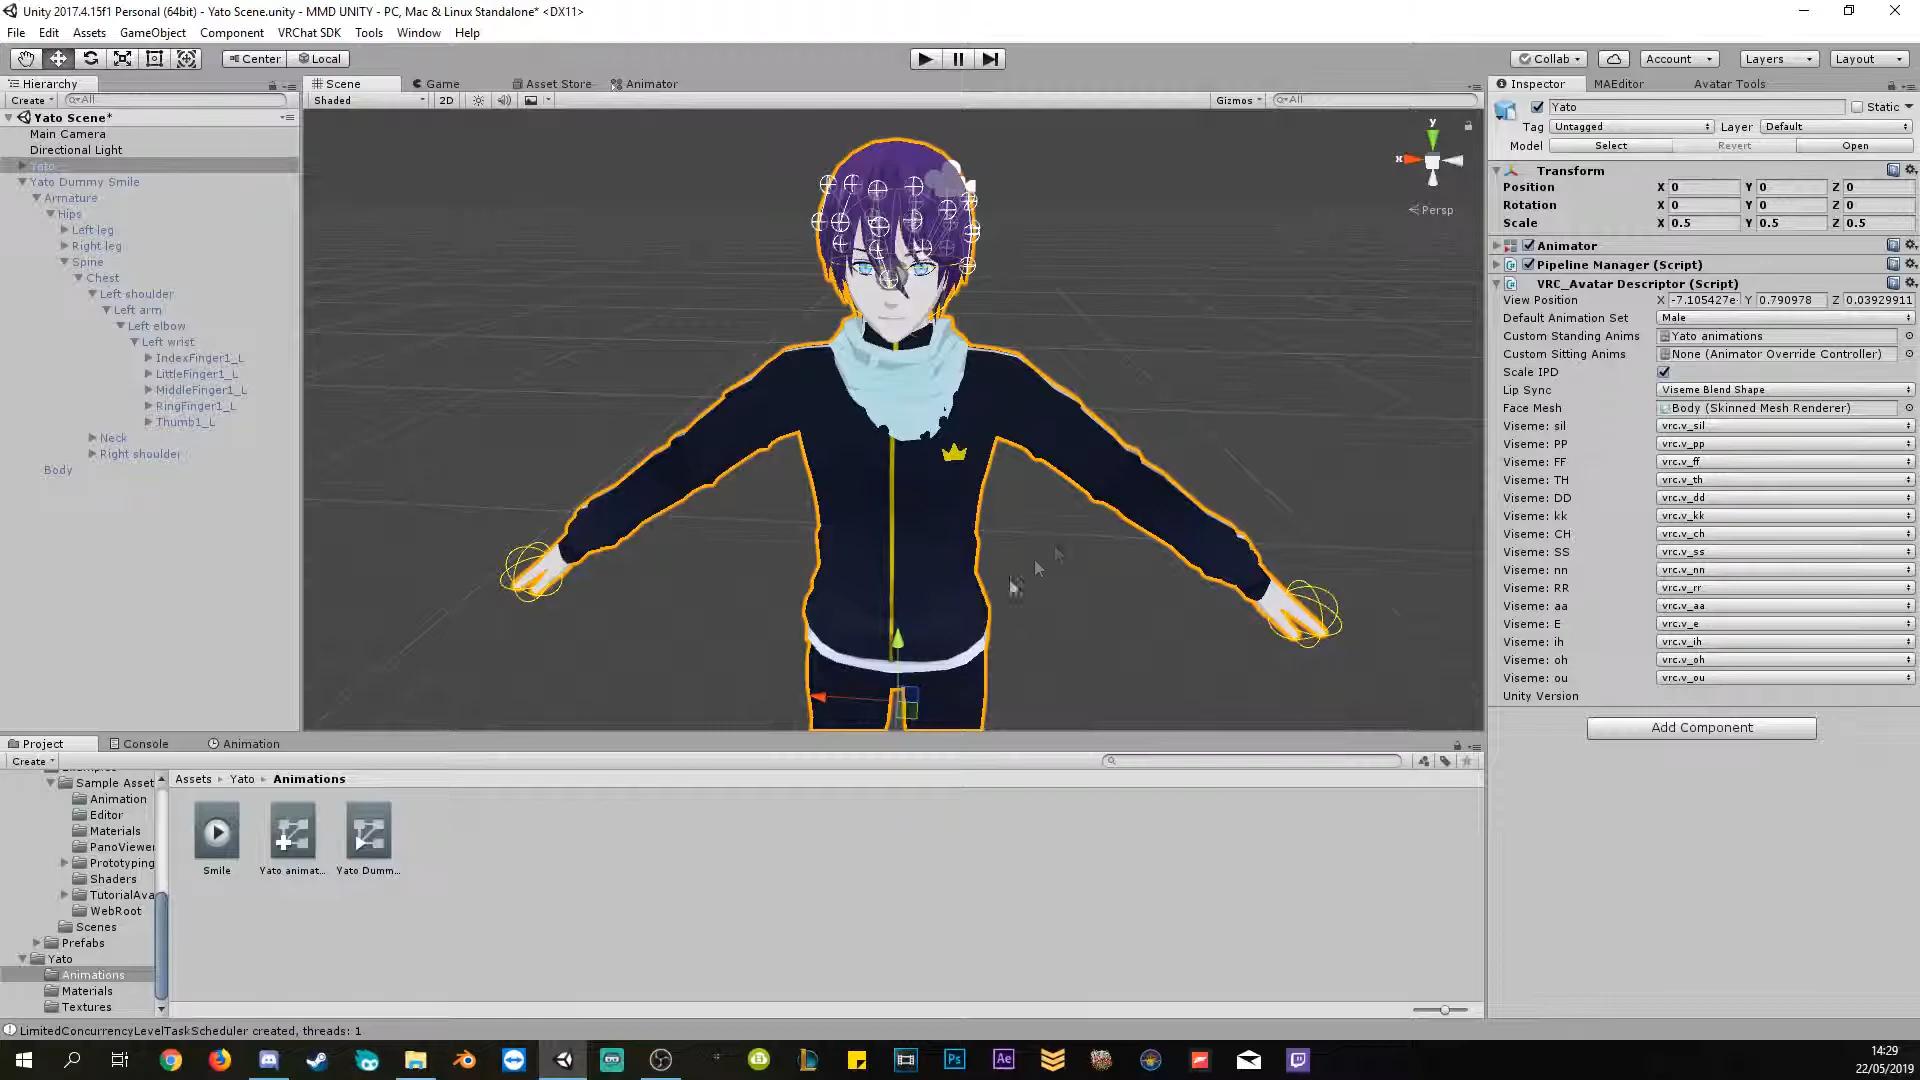 Unity 2017.4.15f1 Personal (64bit) - Yato Scene.unity - MMD UNITY - PC, Mac & Linux Standalone* <DX11>
File Edit Assets GameObject Component VRChat SDK Tools Window Help
Center Local Collab Account Layers Layout
Hierarchy
Create All
Yato Scene*
Main Camera
Directional Light
Yato
Yato Dummy Smile
Armature
Hips
Left leg
Right leg
Spine
Chest
Left shoulder
Left arm
Left elbow
Left wrist
IndexFinger1_L
LittleFinger1_L
MiddleFinger1_L
RingFinger1_L
Thumb1_L
Neck
Right shoulder
Body
Scene Game Asset Store Animator
Shaded 2D Gizmos All
y
x
Persp
Inspector MAEditor Avatar Tools
Yato Static
Tag Untagged Layer Default
Model Select Revert Open
Transform
Position X 0 Y 0 Z 0
Rotation X 0 Y 0 Z 0
Scale X 0.5 Y 0.5 Z 0.5
Animator
Pipeline Manager (Script)
VRC_Avatar Descriptor (Script)
View Position X -7.105427e- Y 0.790978 Z 0.03929911
Default Animation Set Male
Custom Standing Anims Yato animations
Custom Sitting Anims None (Animator Override Controller)
Scale IPD
Lip Sync Viseme Blend Shape
Face Mesh Body (Skinned Mesh Renderer)
Viseme: sil vrc.v_sil
Viseme: PP vrc.v_pp
Viseme: FF vrc.v_ff
Viseme: TH vrc.v_th
Viseme: DD vrc.v_dd
Viseme: kk vrc.v_kk
Viseme: CH vrc.v_ch
Viseme: SS vrc.v_ss
Viseme: nn vrc.v_nn
Viseme: RR vrc.v_rr
Viseme: aa vrc.v_aa
Viseme: E vrc.v_e
Viseme: ih vrc.v_ih
Viseme: oh vrc.v_oh
Viseme: ou vrc.v_ou
Unity Version
Add Component
Project Console Animation
Create
Sample Asset
Animation
Editor
Materials
PanoViewer
Prototyping
Shaders
TutorialAva
WebRoot
Scenes
Prefabs
Yato
Animations
Materials
Textures
Assets Yato Animations
Smile Yato animat... Yato Dumm...
LimitedConcurrencyLevelTaskScheduler created, threads: 1
Ps Ae
14:29
22/05/2019